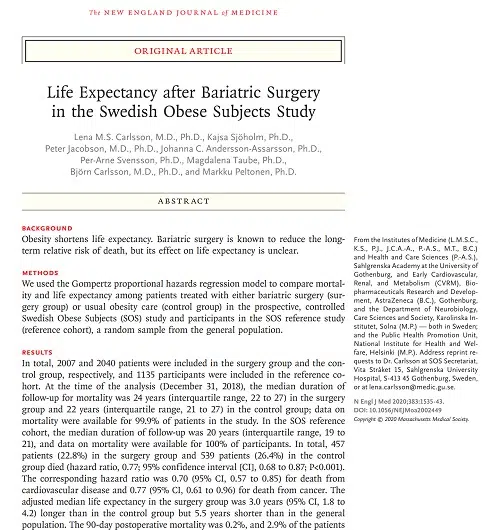 The NEW ENGLAND JOURNAL of MEDICINE
ORIGINAL ARTICLE
Life Expectancy after Bariatric Surgery
in the Swedish Obese Subjects Study
Lena M.S. Carlsson, M.D., Ph.D., Kajsa Sjöholm, Ph.D.,
Peter Jacobson, M.D., Ph.D., Johanna C. Andersson-Assarsson, Ph.D.,
Per-Arne Svensson, Ph.D., Magdalena Taube, Ph.D.,
Björn Carlsson, M.D., Ph.D., and Markku Peltonen, Ph.D.
ABSTRACT
BACKGROUND
Obesity shortens life expectancy. Bariatric surgery is known to reduce the long-
term relative risk of death, but its effect on life expectancy is unclear.
METHODS
We used the Gompertz proportional hazards regression model to compare mortal-
ity and life expectancy among patients treated with either bariatric surgery (sur-
gery group) or usual obesity care (control group) in the prospective, controlled
Swedish Obese Subjects (SOS) study and participants in the SOS reference study
(reference cohort), a random sample from the general population.
RESULTS
In total, 2007 and 2040 patients were included in the surgery group and the con-
trol group, respectively, and 1135 participants were included in the reference co-
hort. At the time of the analysis (December 31, 2018), the median duration of
follow-up for mortality was 24 years (interquartile range, 22 to 27) in the surgery
group and 22 years (interquartile range, 21 to 27) in the control group; data on
mortality were available for 99.9% of patients in the study. In the SOS reference
cohort, the median duration of follow-up was 20 years (interquartile range, 19 to
21), and data on mortality were available for 100% of participants. In total, 457
patients (22.8%) in the surgery group and 539 patients (26.4%) in the control
group died (hazard ratio, 0.77; 95% confidence interval [CI], 0.68 to 0.87; P<0.001).
The corresponding hazard ratio was 0.70 (95% CI, 0.57 to 0.85) for death from
cardiovascular disease and 0.77 (95% CI, 0.61 to 0.96) for death from cancer. The
adjusted median life expectancy in the surgery group was 3.0 years (95% CI, 1.8 to
4.2) longer than in the control group but 5.5 years shorter than in the general
population. The 90-day postoperative mortality was 0.2%, and 2.9% of the patients
From the Institutes of Medicine (L.M.S.C.,
K.S., P.J., J.C.A.-A., P.-A.S., M.T., B.C.)
and Health and Care Sciences (P.-A.S.),
Sahlgrenska Academy at the University of
Gothenburg, and Early Cardiovascular,
Renal, and Metabolism (CVRM), Bio-
pharmaceuticals Research and Develop-
ment, AstraZeneca (B.C.), Gothenburg,
and the Department of Neurobiology,
Care Sciences and Society, Karolinska In-
stitutet, Solna (M.P.) — both in Sweden;
and the Public Health Promotion Unit,
National Institute for Health and Wel-
fare, Helsinki (M.P.). Address reprint re-
quests to Dr. Carlsson at SOS Secretariat,
Vita Stråket 15, Sahlgrenska University
Hospital, S-413 45 Gothenburg, Sweden,
or at lena.carlsson@medic.gu.se.
N Engl J Med 2020;383:1535-43.
DOI: 10.1056/NEJMoa2002449
Copyright © 2020 Massachusetts Medical Society.